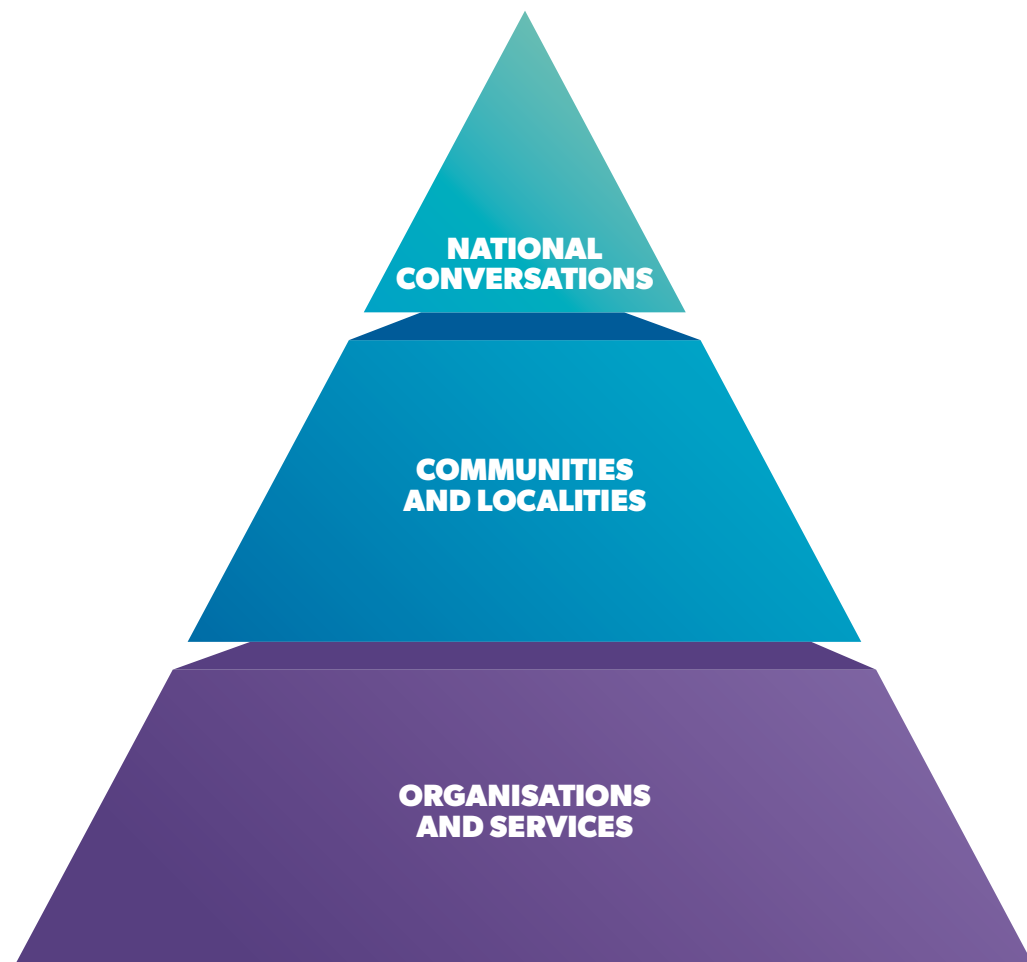 NATIONAL
CONVERSATIONS
COMMUNITIES
AND LOCALITIES
ORGANISATIONS
AND SERVICES